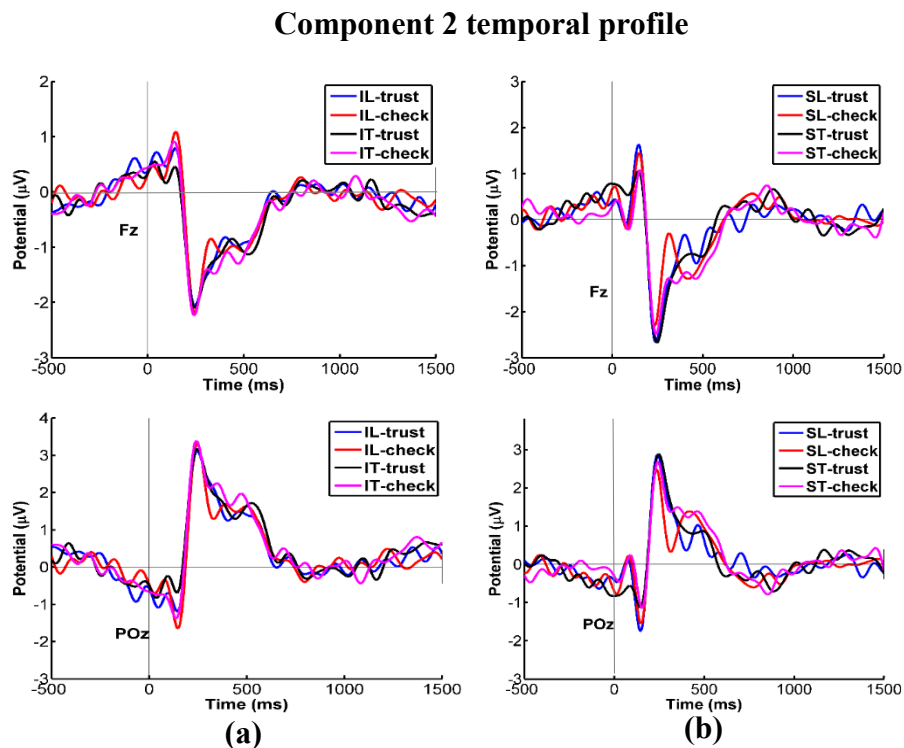 Component 2 temporal profile
2
1
0
-1
-2
-3
Potential (μV)
IL-trust
IL-check
IT-trust
IT-check
Fz
-500 0 500 1000 1500
Time (ms)
3
2
1
0
-1
-2
-3
Potential (μV)
SL-trust
SL-check
ST-trust
ST-check
Fz
-500 0 500 1000 1500
Time (ms)
4
3
2
1
0
-1
-2
-3
Potential (μV)
IL-trust
IL-check
IT-trust
IT-check
POz
-500 0 500 1000 1500
Time (ms)
(a)
3
2
1
0
-1
-2
-3
Potential (μV)
SL-trust
SL-check
ST-trust
ST-check
POz
-500 0 500 1000 1500
Time (ms)
(b)